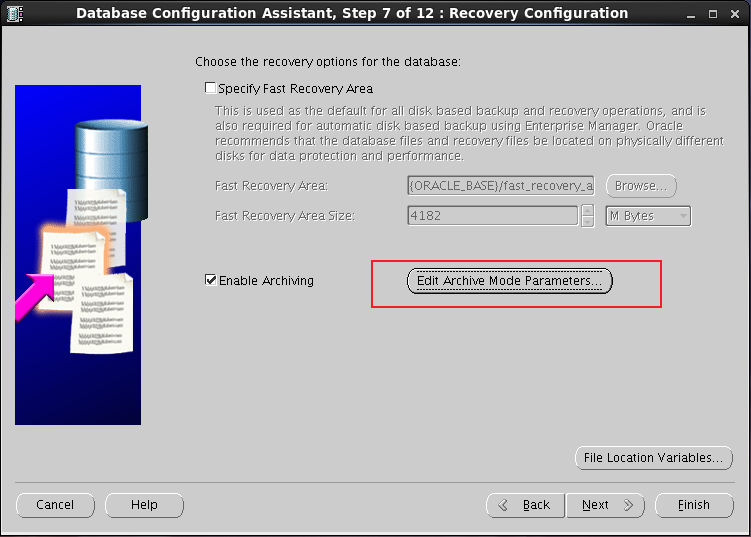 Database Configuration Assistant, Step 7 of 12 : Recovery Configuration
Choose the recovery options for the database:
Specify Fast Recovery Area
This is used as the default for all disk based backup and recovery operations, and is
also required for automatic disk based backup using Enterprise Manager. Oracle
recommends that the database files and recovery files be located on physically different
disks for data protection and performance.
Fast Recovery Area: {ORACLE_BASE}/fast_recovery_a Browse...
Fast Recovery Area Size: 4182 M Bytes
Enable Archiving Edit Archive Mode Parameters...
File Location Variables...
Cancel Help Back Next Finish